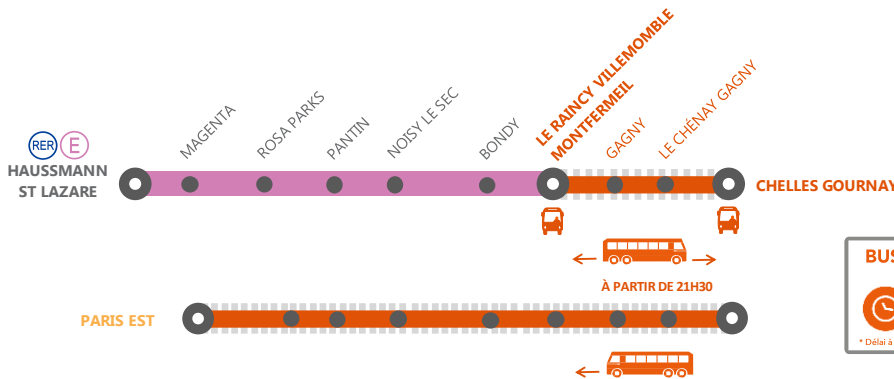 RER E
HAUSSMANN
ST LAZARE
MAGENTA
ROSA PARKS
PANTIN
NOISY LE SEC
BONDY
LE RAINCY VILLEMOMBLE
MONTFERMEIL
GAGNY
LE CHÉNAY GAGNY
CHELLES GOURNAY
À PARTIR DE 21H30
PARIS EST
BUS
* Délai à